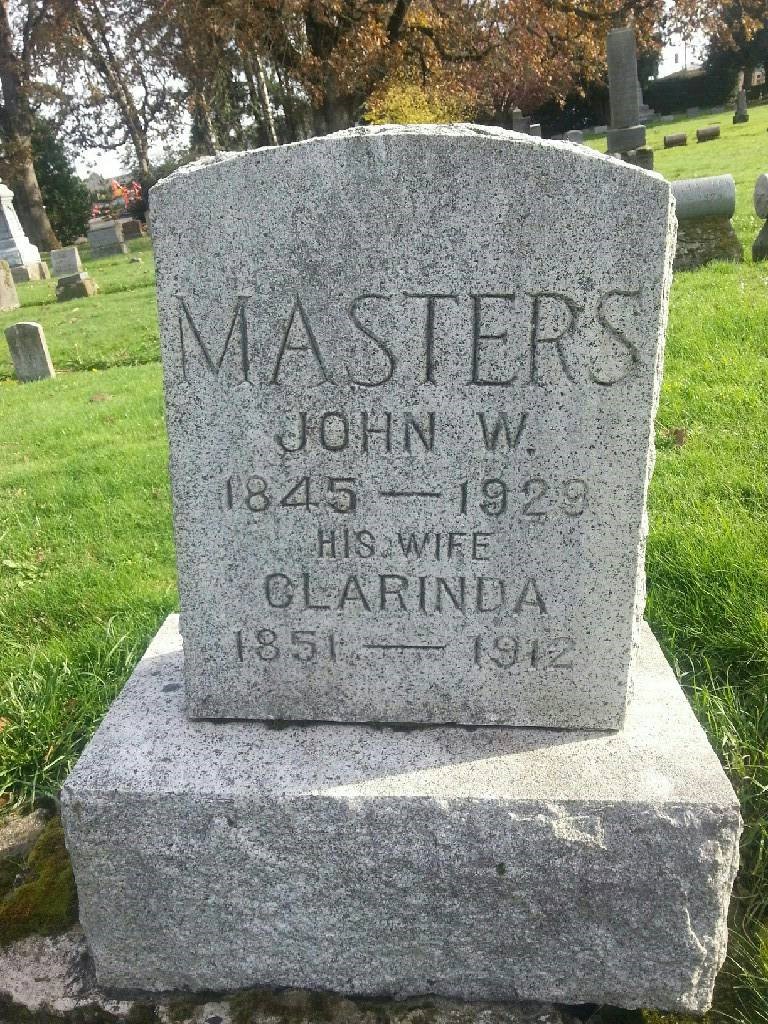 MASTERS
JOHN W.
1845 — 1929
HIS WIFE
CLARINDA
1851 — 1912